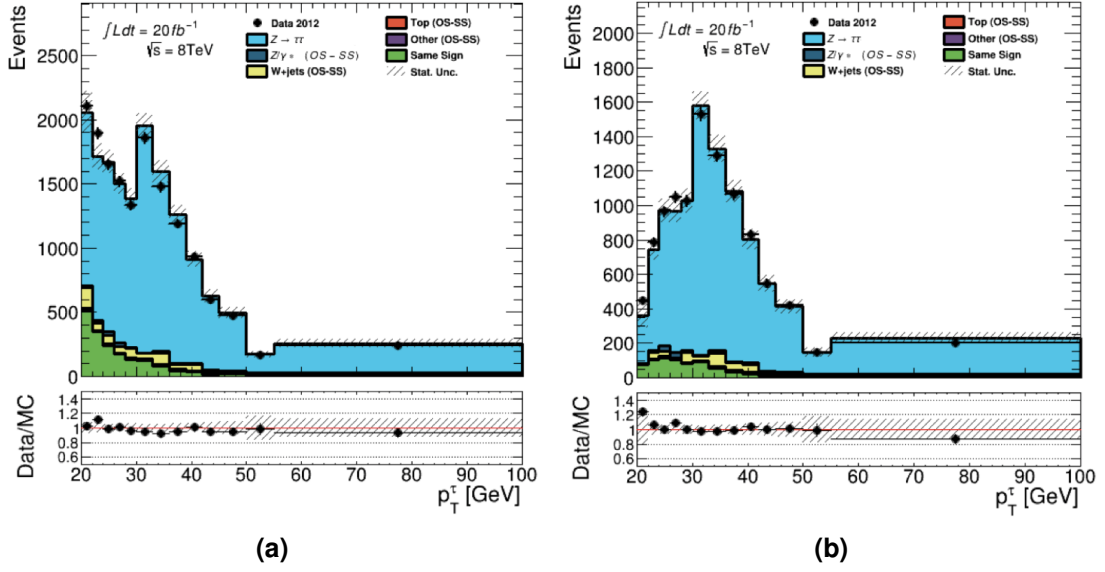 Events
∫Ldt = 20fb⁻¹
√s = 8TeV
Data 2012
Z → ττ
Z/γ* (OS − SS)
W+jets (OS-SS)
Top (OS-SS)
Other (OS-SS)
Same Sign
Stat. Unc.
2500
2000
1500
1000
500
0
Data/MC
1.4
1.2
1
0.8
0.6
20 30 40 50 60 70 80 90 100
p_T^τ [GeV]
(a)
Events
∫Ldt = 20fb⁻¹
√s = 8TeV
Data 2012
Z → ττ
Z/γ* (OS − SS)
W+jets (OS-SS)
Top (OS-SS)
Other (OS-SS)
Same Sign
Stat. Unc.
2000
1800
1600
1400
1200
1000
800
600
400
200
0
Data/MC
1.4
1.2
1
0.8
0.6
20 30 40 50 60 70 80 90 100
p_T^τ [GeV]
(b)